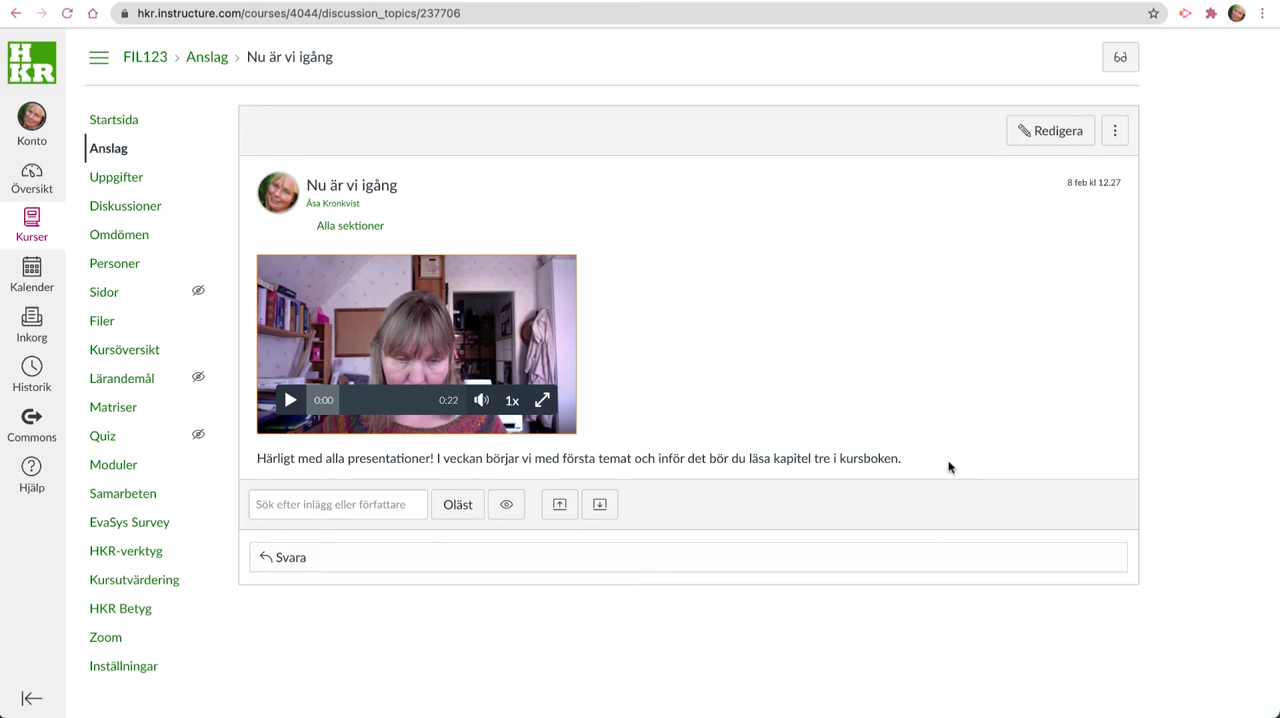 hkr.instructure.com/courses/4044/discussion_topics/237706
H
KR
FIL123 › Anslag › Nu är vi igång
Konto
Översikt
Kurser
Kalender
Inkorg
Historik
Commons
Hjälp
Startsida
Anslag
Uppgifter
Diskussioner
Omdömen
Personer
Sidor
Filer
Kursöversikt
Lärandemål
Matriser
Quiz
Moduler
Samarbeten
EvaSys Survey
HKR-verktyg
Kursutvärdering
HKR Betyg
Zoom
Inställningar
Redigera
Nu är vi igång
8 feb kl 12.27
Åsa Kronkvist
Alla sektioner
0:00
0:22
1x
Härligt med alla presentationer! I veckan börjar vi med första temat och inför det bör du läsa kapitel tre i kursboken.
Sök efter inlägg eller författare
Oläst
Svara